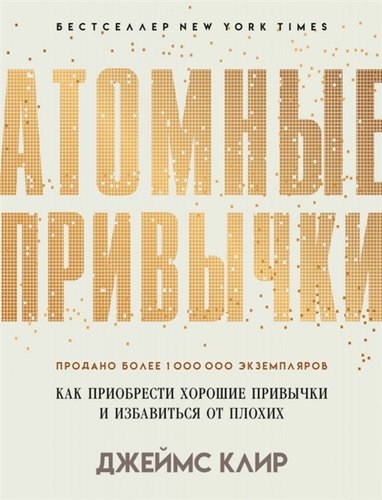 БЕСТСЕЛЛЕР NEW YORK TIMES
АТОМНЫЕ
ПРИВЫЧКИ
ПРОДАНО БОЛЕЕ 1 000 000 ЭКЗЕМПЛЯРОВ
КАК ПРИОБРЕСТИ ХОРОШИЕ ПРИВЫЧКИ
И ИЗБАВИТЬСЯ ОТ ПЛОХИХ
ДЖЕЙМС КЛИР